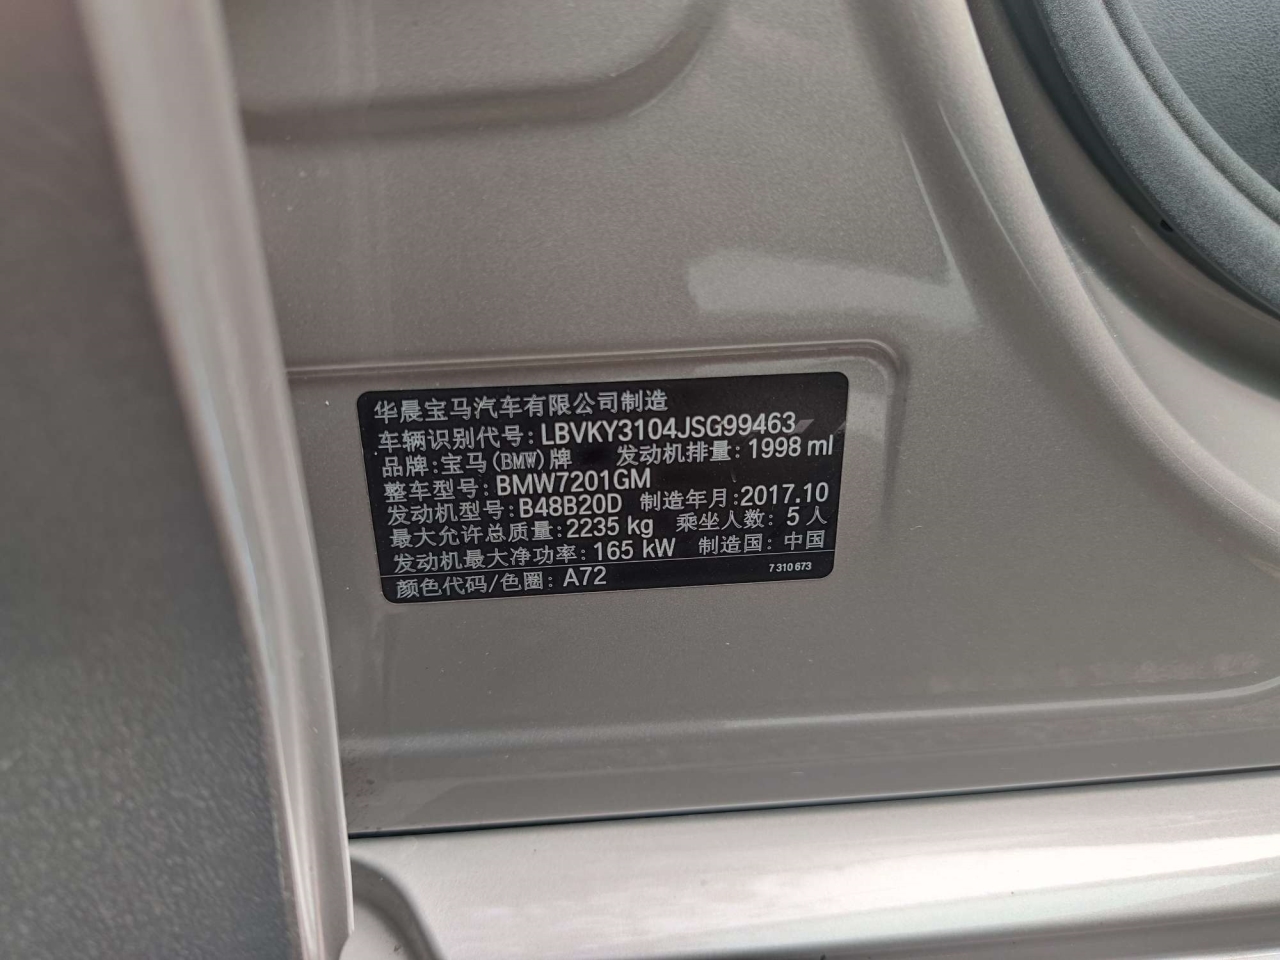 华晨宝马汽车有限公司制造
车辆识别代号: LBVKY3104JSG99463
品牌: 宝马(BMW)牌 发动机排量: 1998 ml
整车型号: BMW7201GM
发动机型号: B48B20D 制造年月: 2017.10
最大允许总质量: 2235 kg 乘坐人数: 5 人
发动机最大净功率: 165 kW 制造国: 中国
颜色代码/色圈: A72 7 310 673